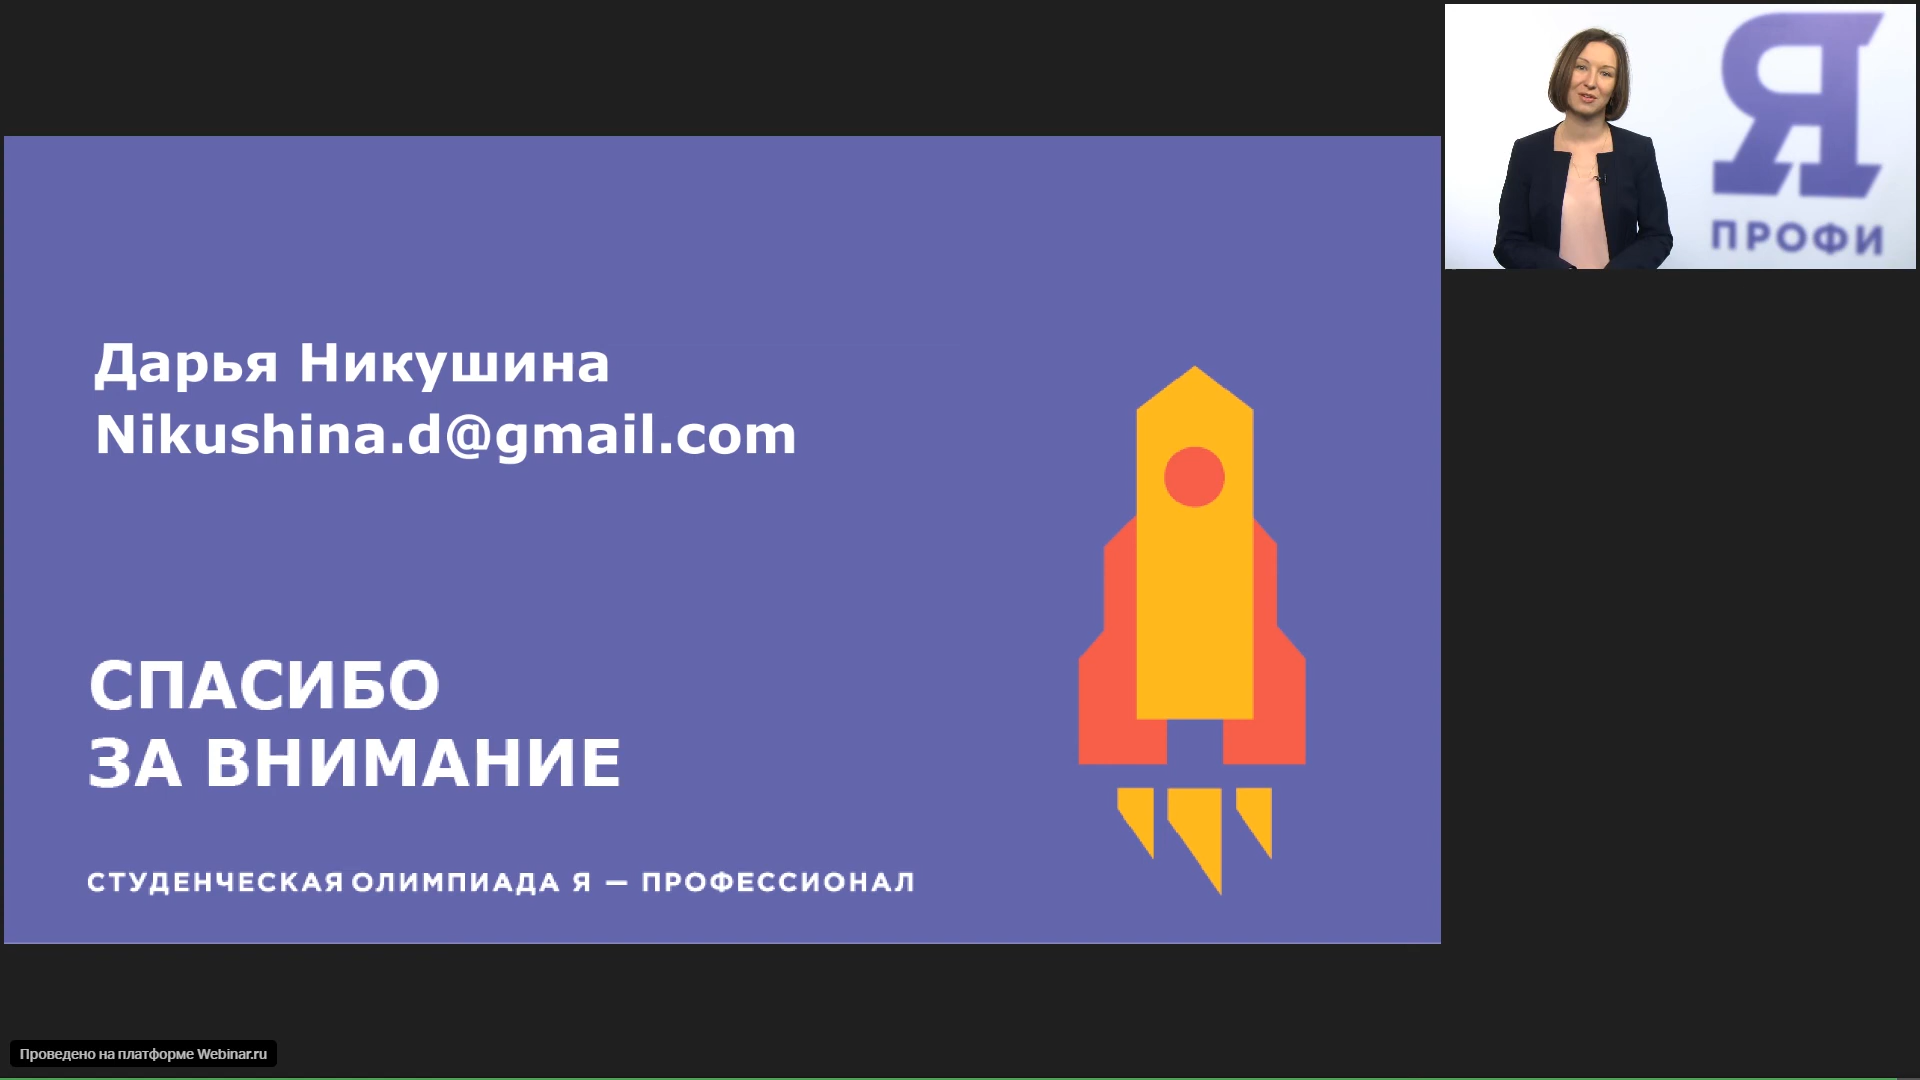 Дарья Никушина
Nikushina.d@gmail.com
СПАСИБО
ЗА ВНИМАНИЕ
СТУДЕНЧЕСКАЯ ОЛИМПИАДА Я — ПРОФЕССИОНАЛ
Я
ПРОФИ
Проведено на платформе Webinar.ru